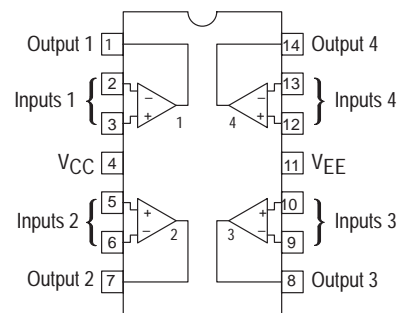 Output 1 1 14 Output 4
2 − − 13
Inputs 1 { } Inputs 4
3 + 1 4 + 12
VCC 4 11 VEE
5 + + 10
Inputs 2 { } Inputs 3
6 − 2 3 − 9
Output 2 7 8 Output 3